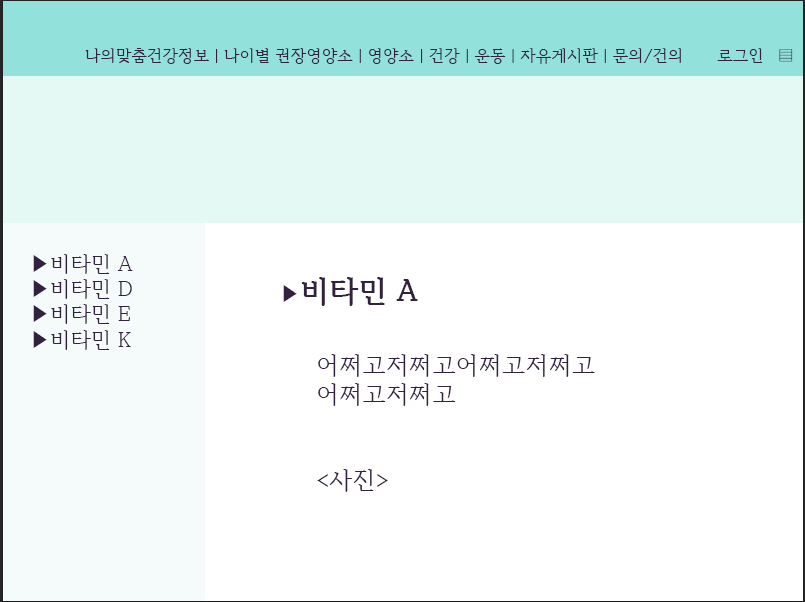 나의맞춤건강정보 | 나이별 권장영양소 | 영양소 | 건강 | 운동 | 자유게시판 | 문의/건의 로그인 ▤
▶비타민 A
▶비타민 D
▶비타민 E
▶비타민 K
▶비타민 A
어쩌고저쩌고어쩌고저쩌고
어쩌고저쩌고
<사진>